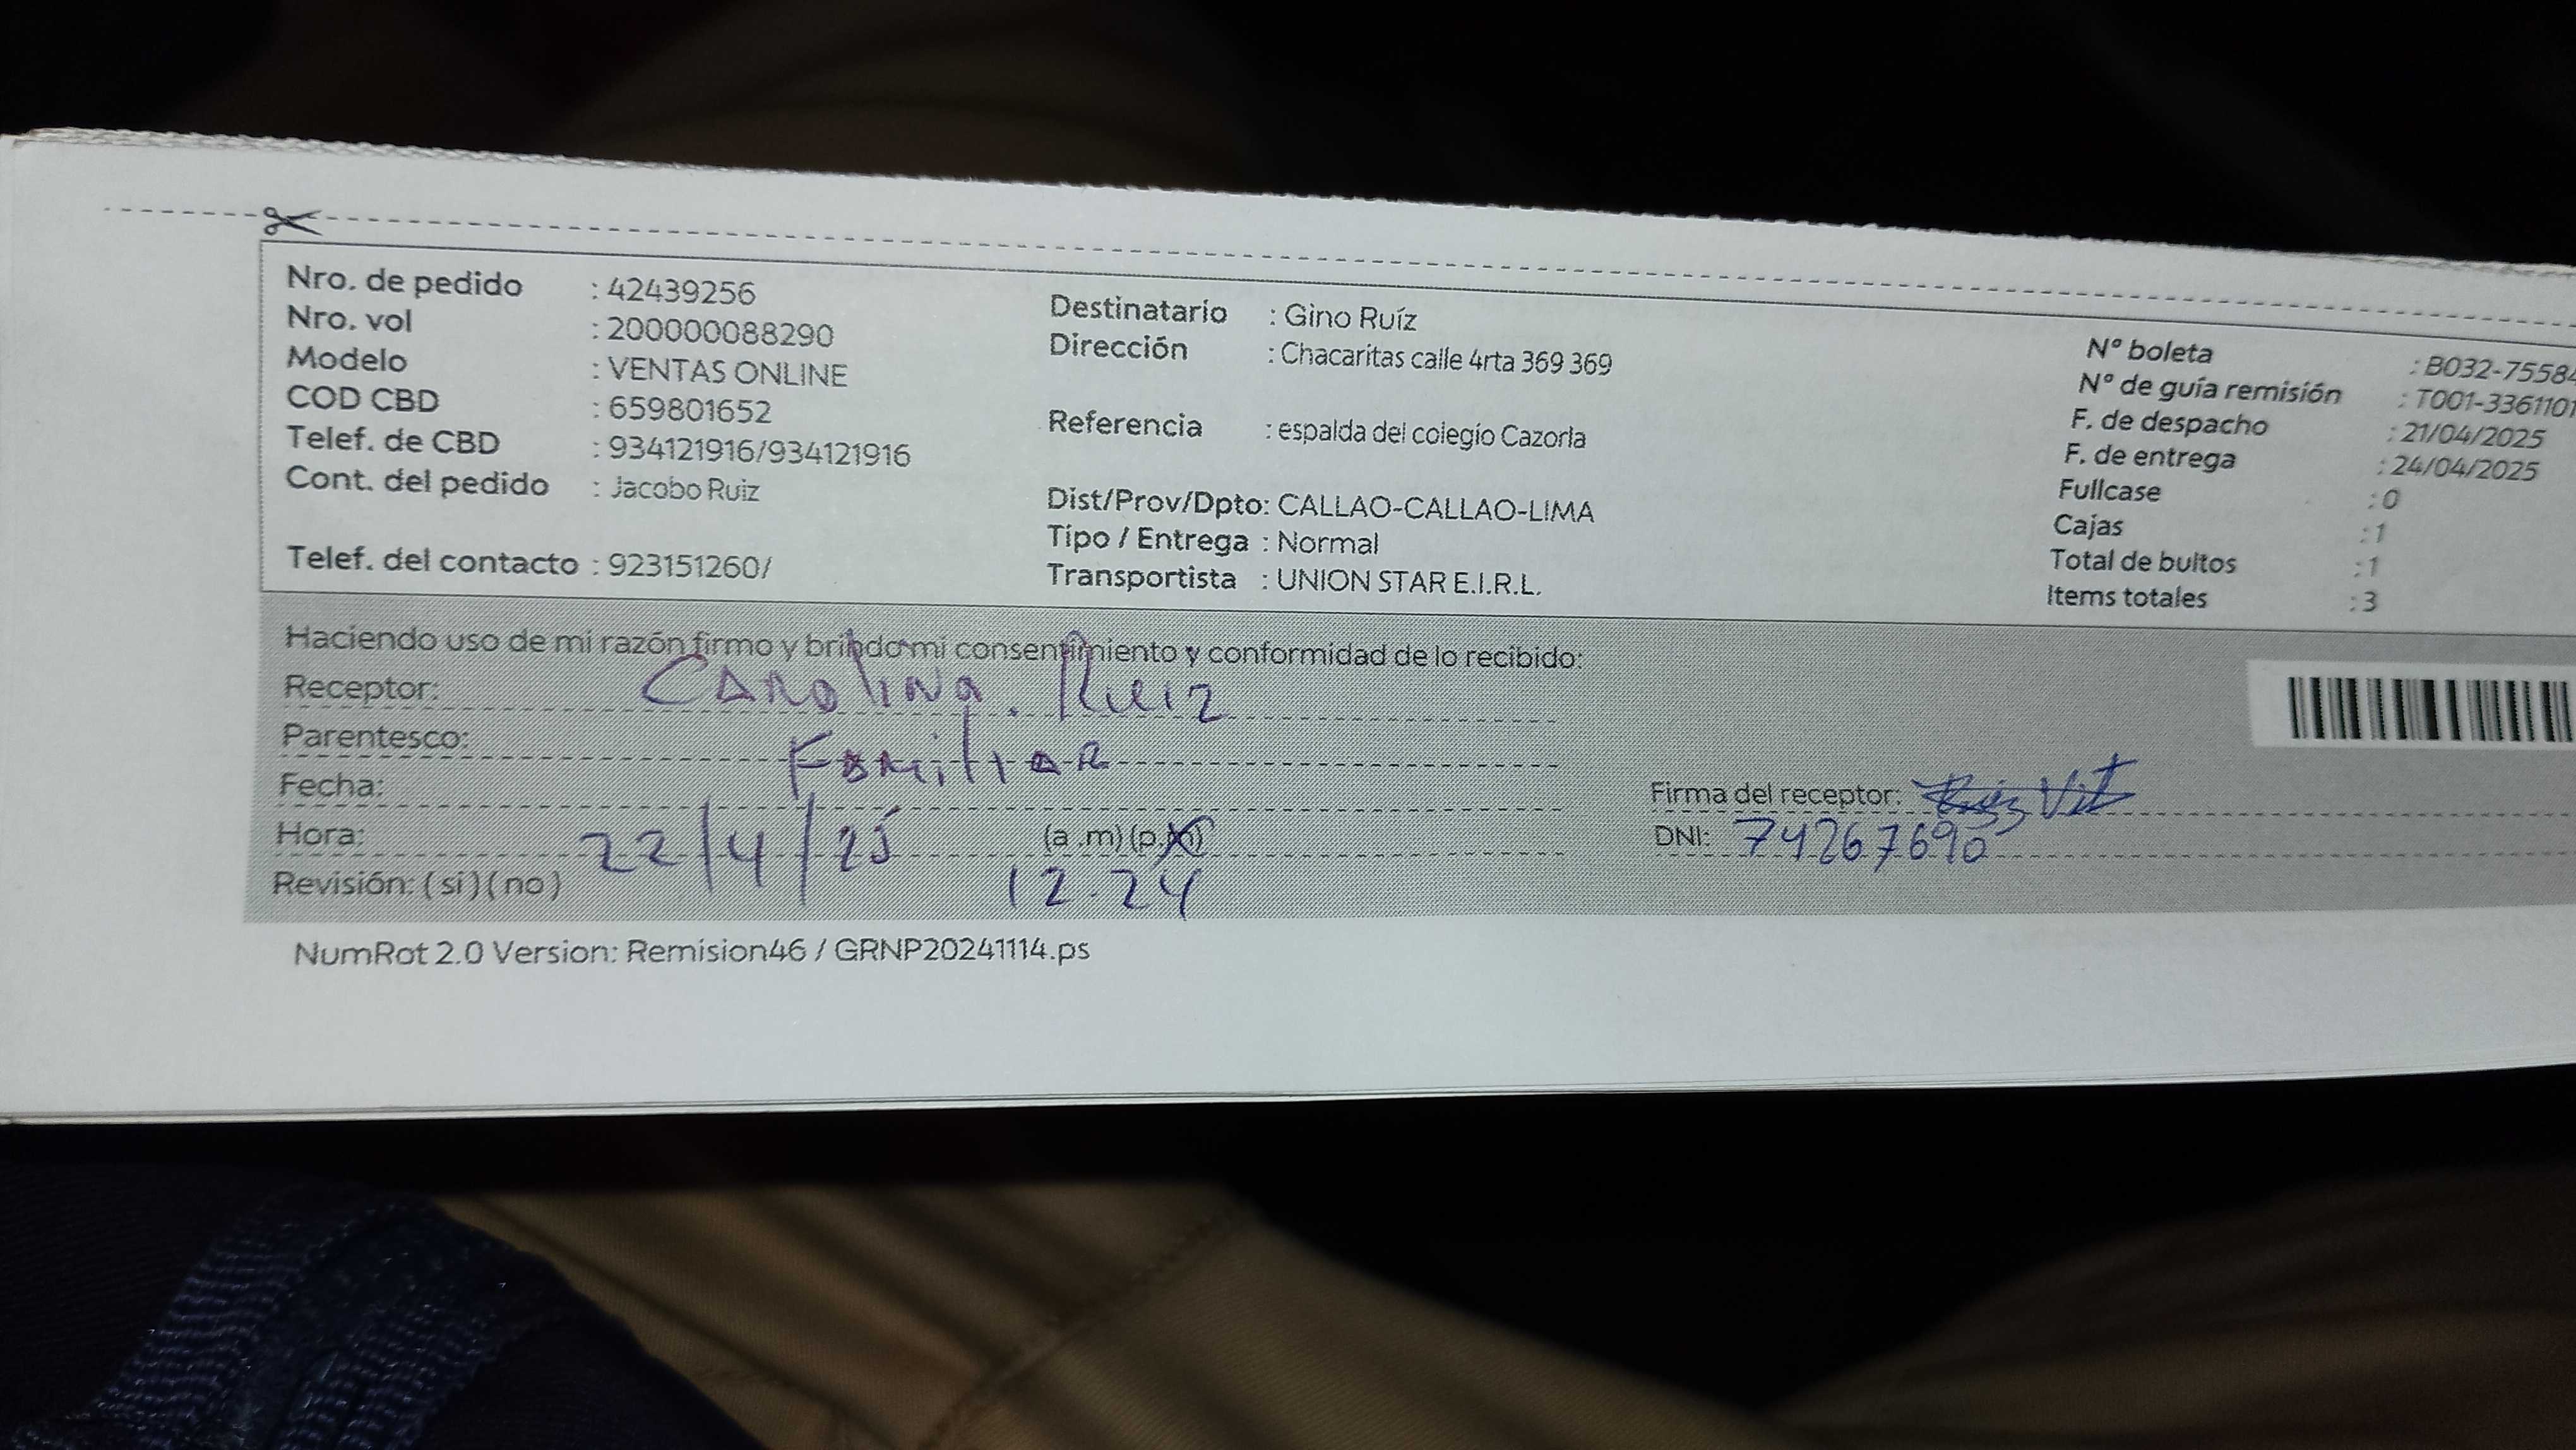 Nro. de pedido : 42439256
Nro. vol : 200000088290
Modelo : VENTAS ONLINE
COD CBD : 659801652
Telef. de CBD : 934121916/934121916
Cont. del pedido : Jacobo Ruiz
Telef. del contacto : 923151260/
Destinatario : Gino Ruíz
Dirección : Chacaritas calle 4rta 369 369
Referencia : espalda del colegio Cazorla
Dist/Prov/Dpto: CALLAO-CALLAO-LIMA
Tipo / Entrega : Normal
Transportista : UNION STAR E.I.R.L.
N° boleta : B032-75584
N° de guía remisión : T001-3361101
F. de despacho : 21/04/2025
F. de entrega : 24/04/2025
Fullcase : 0
Cajas : 1
Total de bultos : 1
Items totales : 3
Haciendo uso de mi razón firmo y brindo mi consentimiento y conformidad de lo recibido:
Receptor: CAROlINa. RUIZ
Parentesco: FAMiliAR
Fecha:
Hora: 22/4/25 (a .m) (p.m)
Revisión: (si) (no) 12.24
Firma del receptor:
DNI: 74267690
NumRot 2.0 Version: Remision46 / GRNP20241114.ps